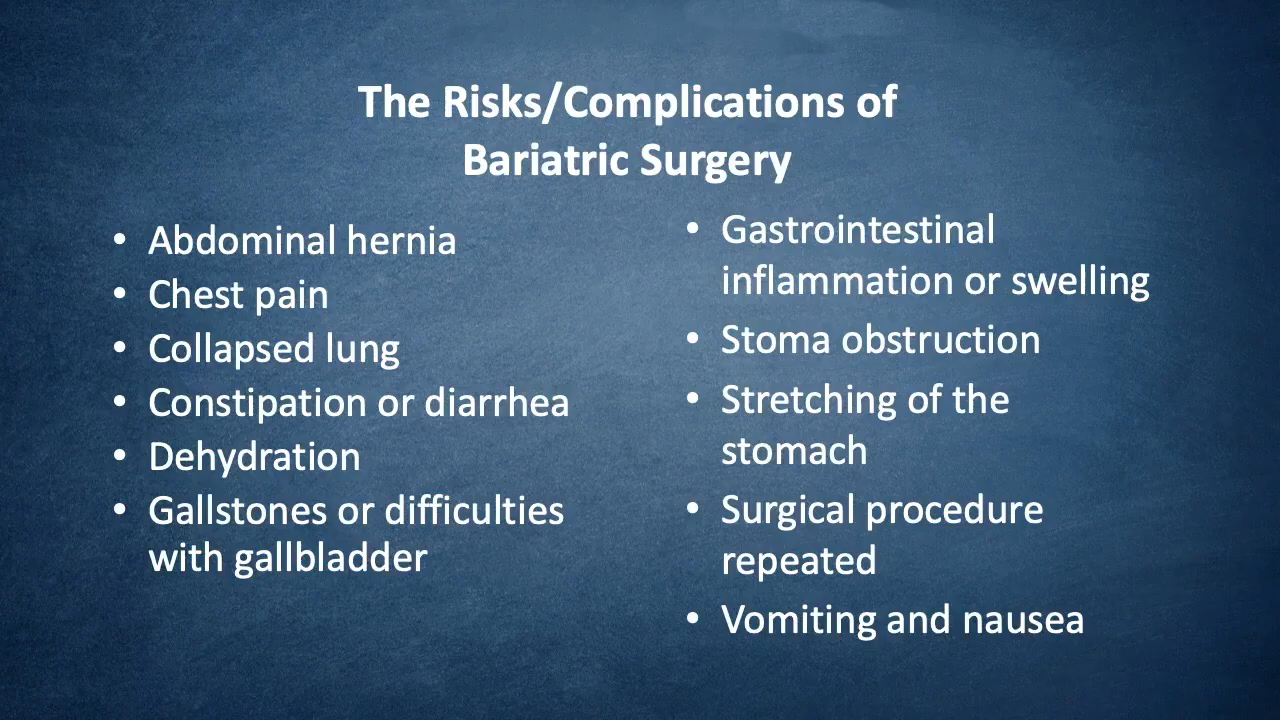 The Risks/Complications of
Bariatric Surgery
• Abdominal hernia
• Chest pain
• Collapsed lung
• Constipation or diarrhea
• Dehydration
• Gallstones or difficulties
with gallbladder
• Gastrointestinal
inflammation or swelling
• Stoma obstruction
• Stretching of the
stomach
• Surgical procedure
repeated
• Vomiting and nausea